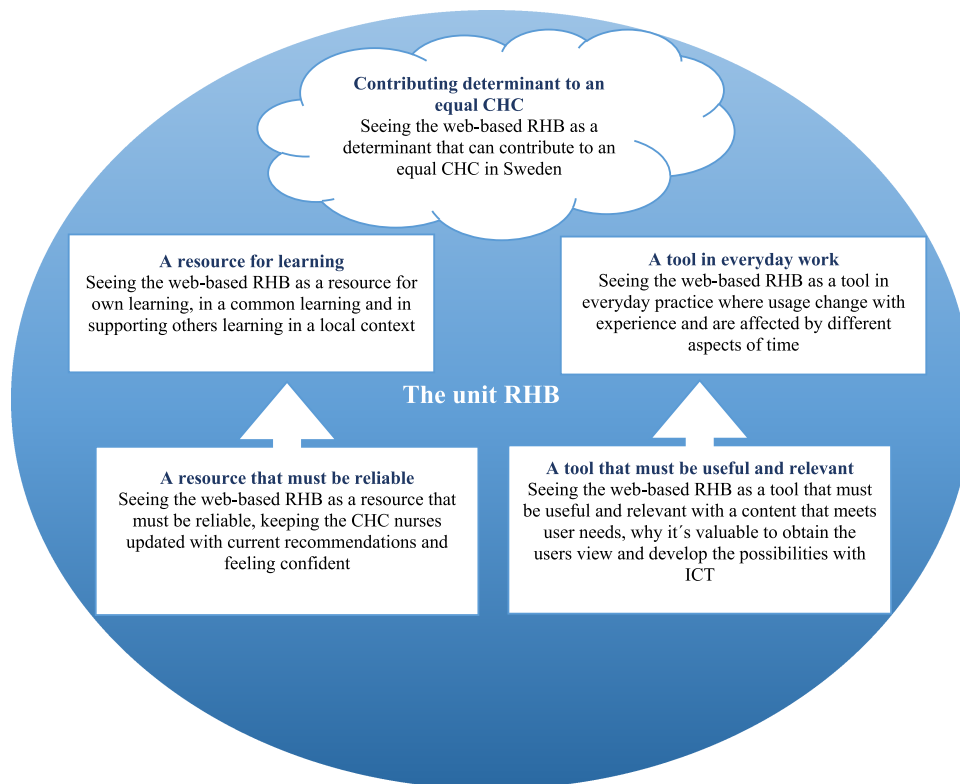 Contributing determinant to an
equal CHC
Seeing the web-based RHB as a
determinant that can contribute to an
equal CHC in Sweden
A resource for learning
Seeing the web-based RHB as a resource for
own learning, in a common learning and in
supporting others learning in a local context
A tool in everyday work
Seeing the web-based RHB as a tool in
everyday practice where usage change with
experience and are affected by different
aspects of time
The unit RHB
A resource that must be reliable
Seeing the web-based RHB as a resource that
must be reliable, keeping the CHC nurses
updated with current recommendations and
feeling confident
A tool that must be useful and relevant
Seeing the web-based RHB as a tool that must
be useful and relevant with a content that meets
user needs, why it´s valuable to obtain the
users view and develop the possibilities with
ICT